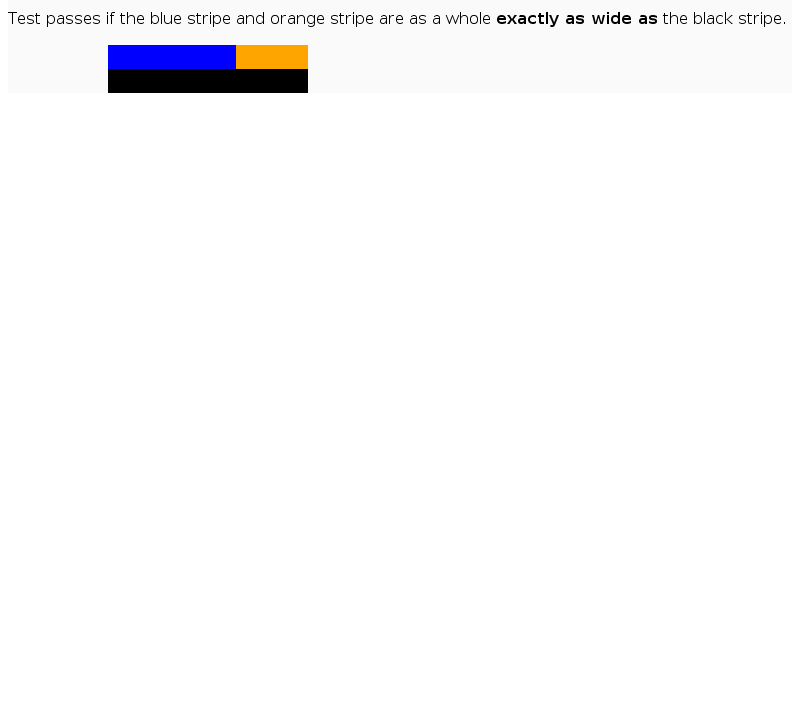 Test passes if the blue stripe and orange stripe are as a whole exactly as wide as the black stripe.